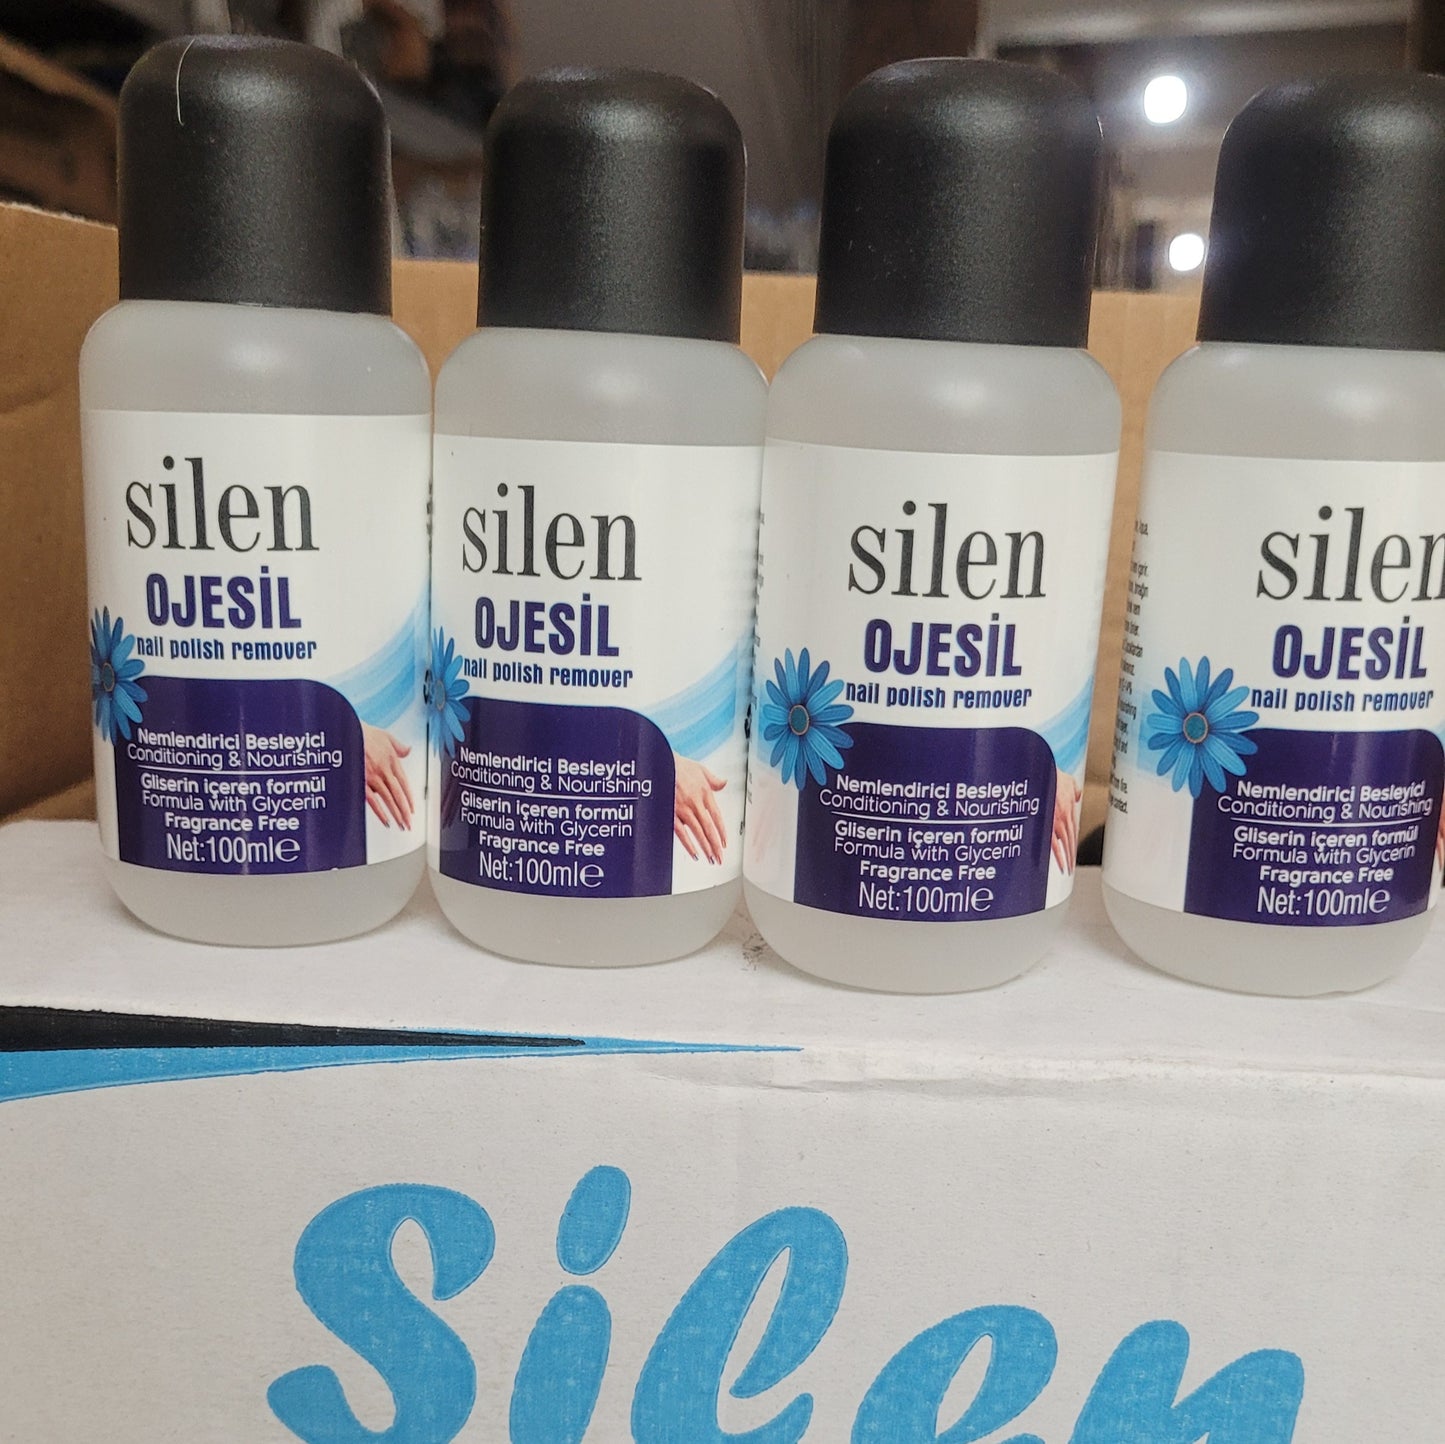 silen
OJESİL
nail polish remover
Nemlendirici Besleyici
Conditioning & Nourishing
Gliserin içeren formül
Formula with Glycerin
Fragrance Free
Net:100ml℮
silen
OJESİL
nail polish remover
Nemlendirici Besleyici
Conditioning & Nourishing
Gliserin içeren formül
Formula with Glycerin
Fragrance Free
Net:100ml℮
silen
OJESİL
nail polish remover
Nemlendirici Besleyici
Conditioning & Nourishing
Gliserin içeren formül
Formula with Glycerin
Fragrance Free
Net:100ml℮
silen
OJESİL
nail polish remover
Nemlendirici Besleyici
Conditioning & Nourishing
Gliserin içeren formül
Formula with Glycerin
Fragrance Free
Net:100ml℮
Silen